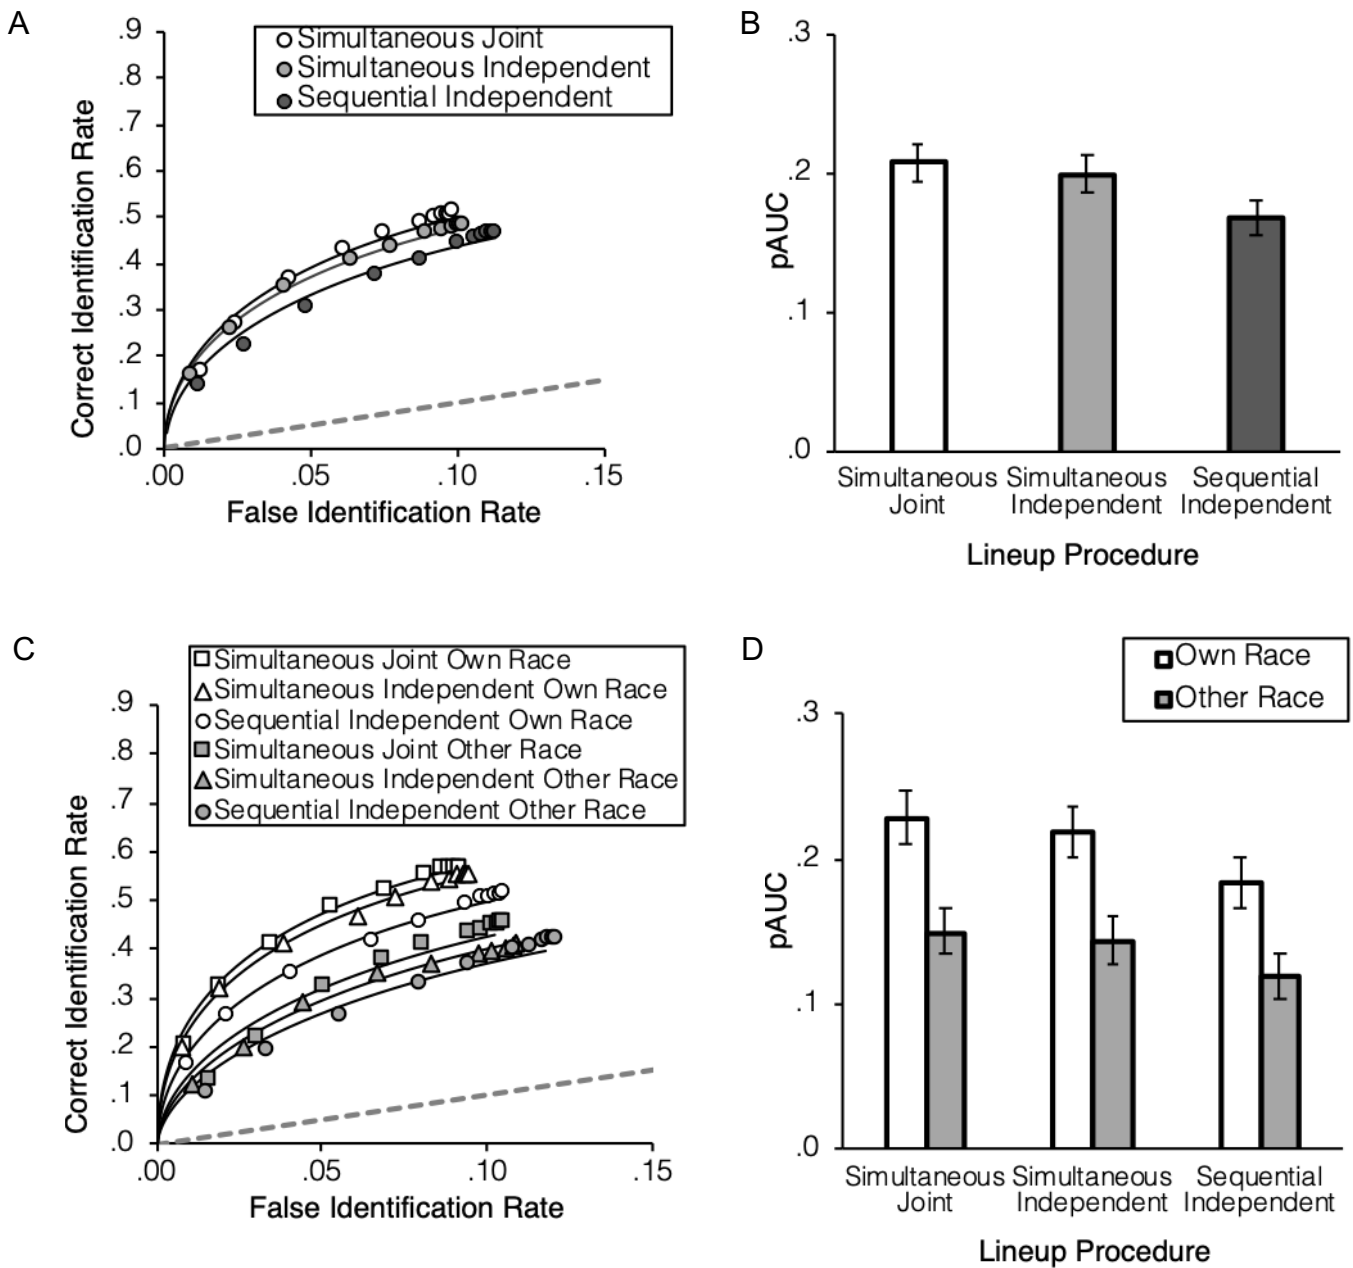 A
Simultaneous Joint
Simultaneous Independent
Sequential Independent
.9
.8
.7
.6
.5
.4
.3
.2
.1
.0
Correct Identification Rate
.00
.05
.10
.15
False Identification Rate
B
.3
.2
.1
.0
pAUC
Simultaneous
Joint
Simultaneous
Independent
Sequential
Independent
Lineup Procedure
C
Simultaneous Joint Own Race
Simultaneous Independent Own Race
Sequential Independent Own Race
Simultaneous Joint Other Race
Simultaneous Independent Other Race
Sequential Independent Other Race
.9
.8
.7
.6
.5
.4
.3
.2
.1
.0
Correct Identification Rate
.00
.05
.10
.15
False Identification Rate
D
Own Race
Other Race
.3
.2
.1
.0
pAUC
Simultaneous
Joint
Simultaneous
Independent
Sequential
Independent
Lineup Procedure